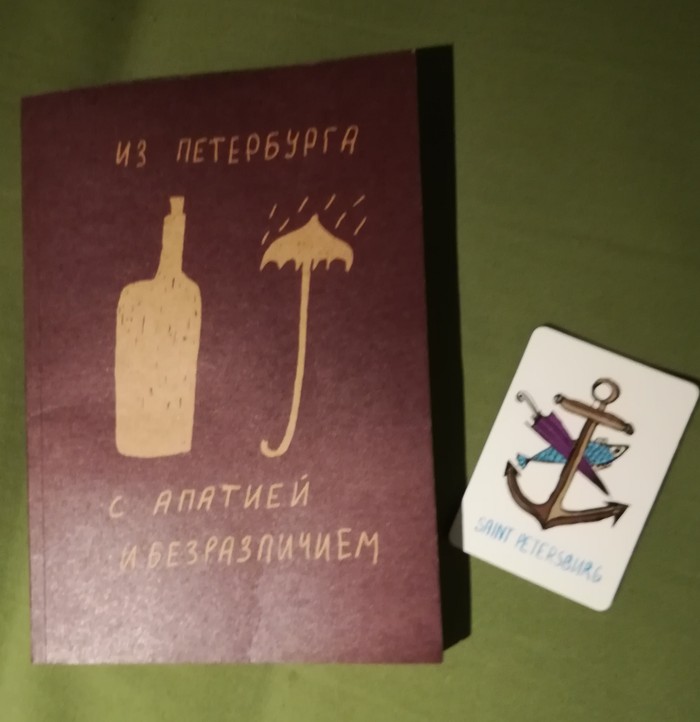 ИЗ ПЕТЕРБУРГА
С АПАТИЕЙ
И БЕЗРАЗЛИЧИЕМ
SAINT PETERSBURG